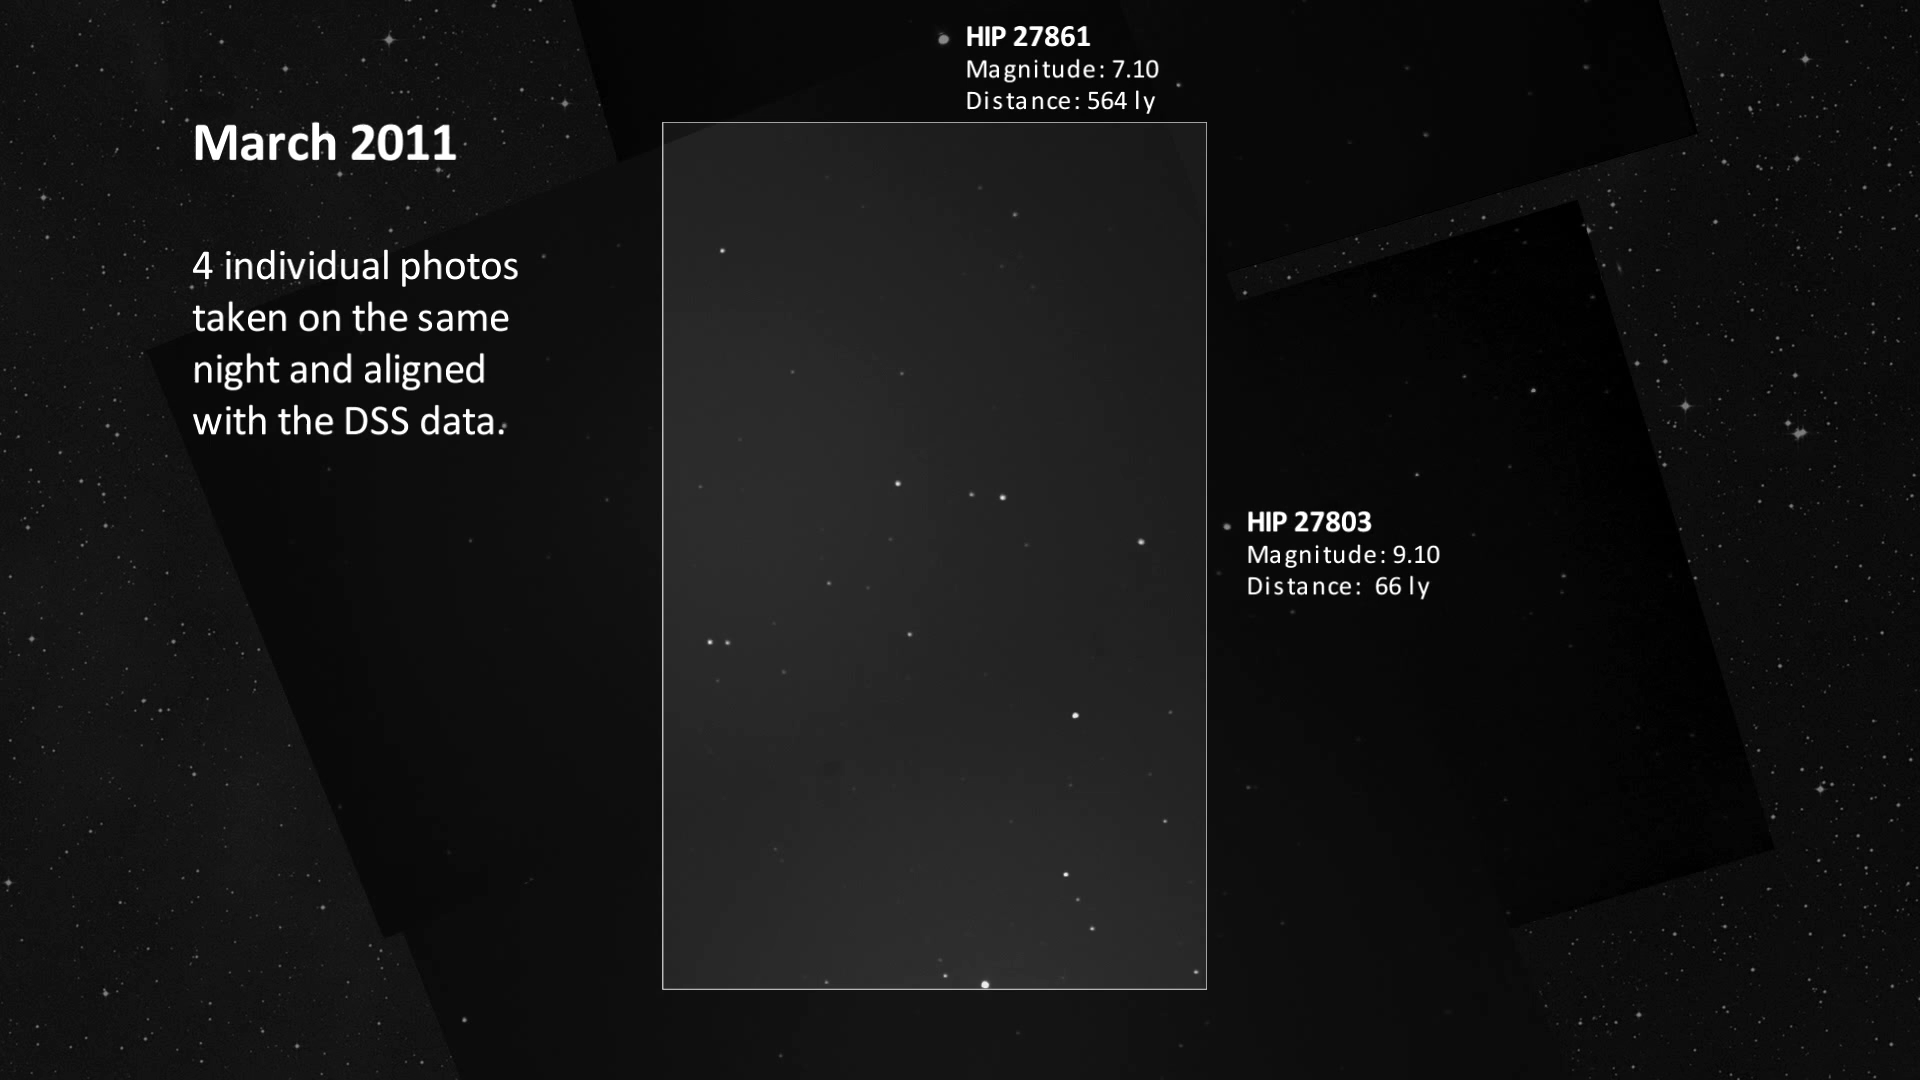 HIP 27861
Magnitude: 7.10
Distance: 564 ly
March 2011
4 individual photos
taken on the same
night and aligned
with the DSS data.
HIP 27803
Magnitude: 9.10
Distance: 66 ly